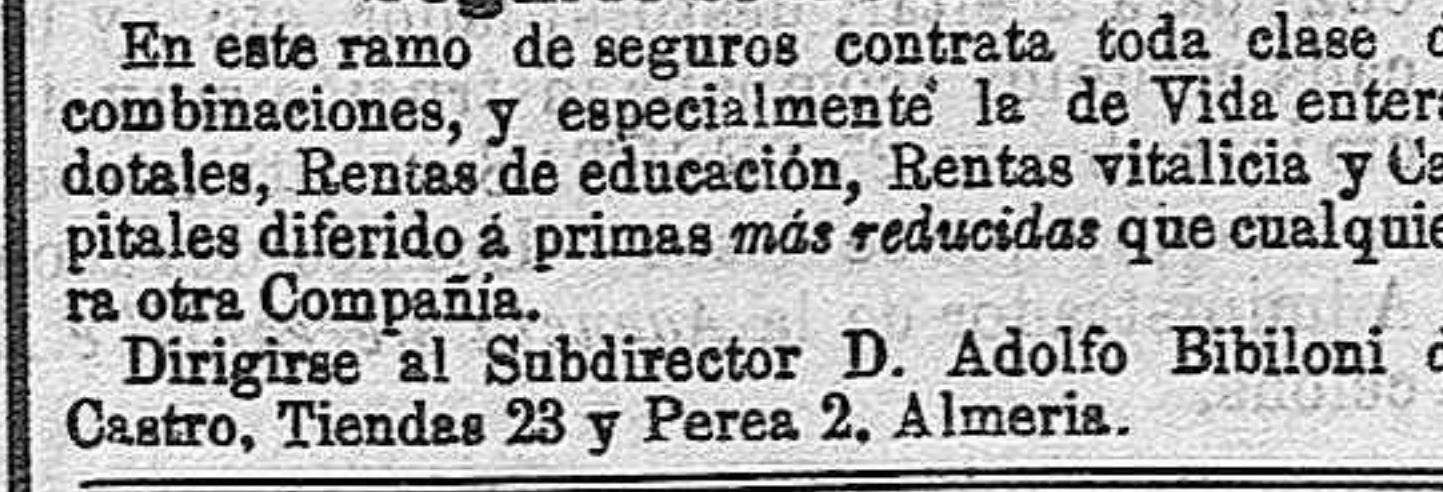 En este ramo de seguros contrata toda clase
combinaciones, y especialmente la de Vida entera
dotales, Rentas de educación, Rentas vitalicia y Ca
pitales diferido á primas más reducidas que cualquie
ra otra Compañía.
Dirigirse al Subdirector D. Adolfo Bibiloni
Castro, Tiendas 23 y Perea 2, Almeria.